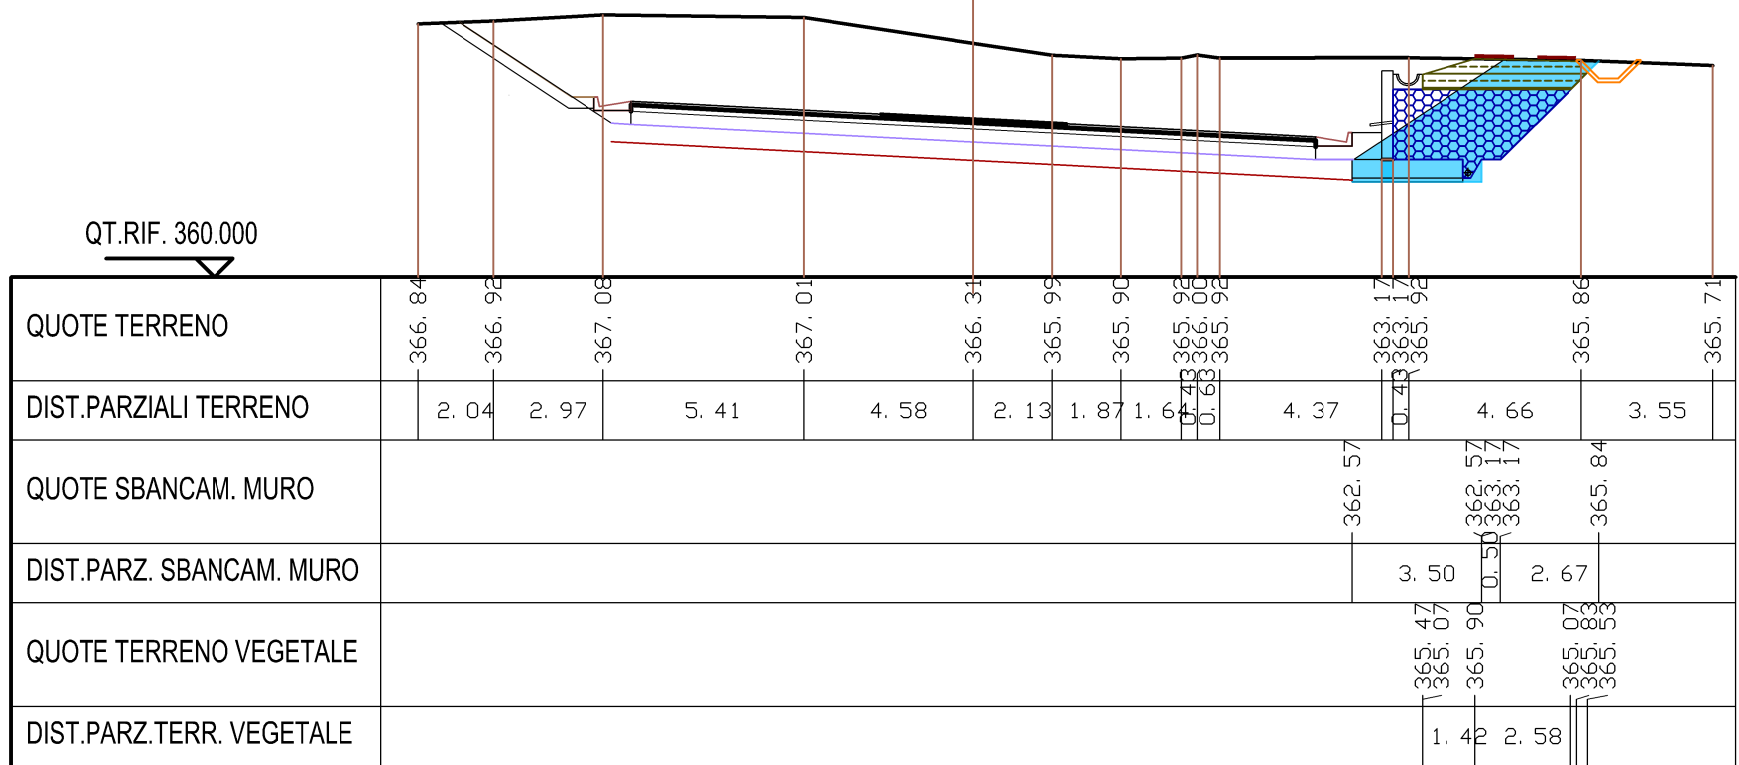 QT.RIF. 360.000
QUOTE TERRENO
366. 84 366. 92 367. 08 367. 01 366. 31 365. 99 365. 90 365. 92 366. 00 365. 92 363. 17 363. 17 365. 92 365. 86 365. 71
DIST.PARZIALI TERRENO
2. 04 2. 97 5. 41 4. 58 2. 13 1. 87 1. 64 0. 43 0. 63 4. 37 0. 43 4. 66 3. 55
QUOTE SBANCAM. MURO
362. 57 362. 57 363. 17 363. 17 365. 84
DIST.PARZ. SBANCAM. MURO
3. 50 0. 50 2. 67
QUOTE TERRENO VEGETALE
365. 47 365. 07 365. 90 365. 07 365. 83 365. 53
DIST.PARZ.TERR. VEGETALE
1. 42 2. 58